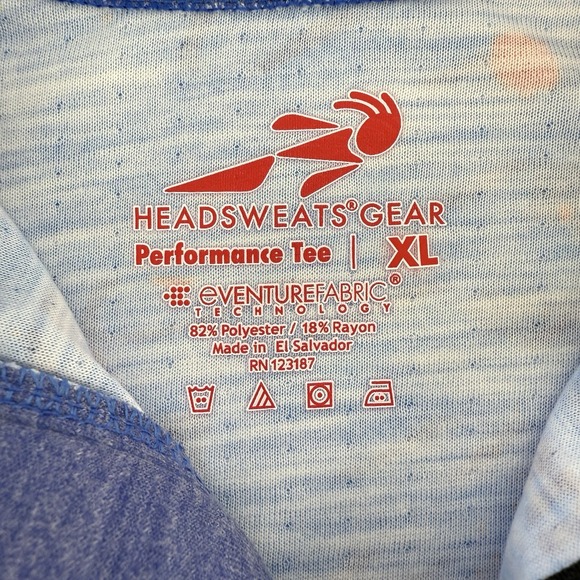 HEADSWEATS® GEAR
Performance Tee | XL
eVENTUREFABRIC®
TECHNOLOGY
82% Polyester / 18% Rayon
Made in El Salvador
RN 123187